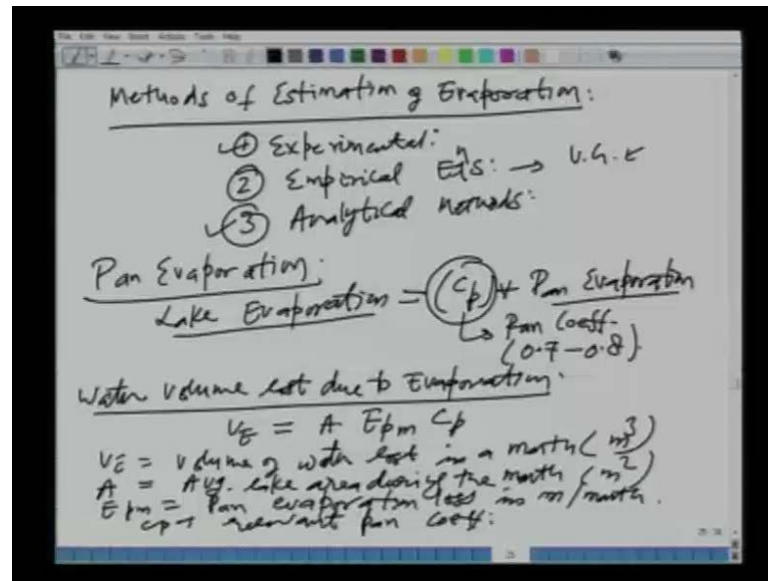 Methods of Estimation of Evaporation:
① Experimental:
② Empirical Eqns: → U.G.E
③ Analytical methods:
Pan Evaporation:
Lake Evaporation = (Cp) * Pan Evaporation
↳ Pan Coeff.
(0.7 – 0.8)
Water Volume lost due to Evaporation:
VE = A Epm Cp
VE = Volume of water lost in a month (m3)
A = Avg. lake area during the month (m2)
Epm = Pan evaporation loss in m/month.
Cp → relevant pan coeff: